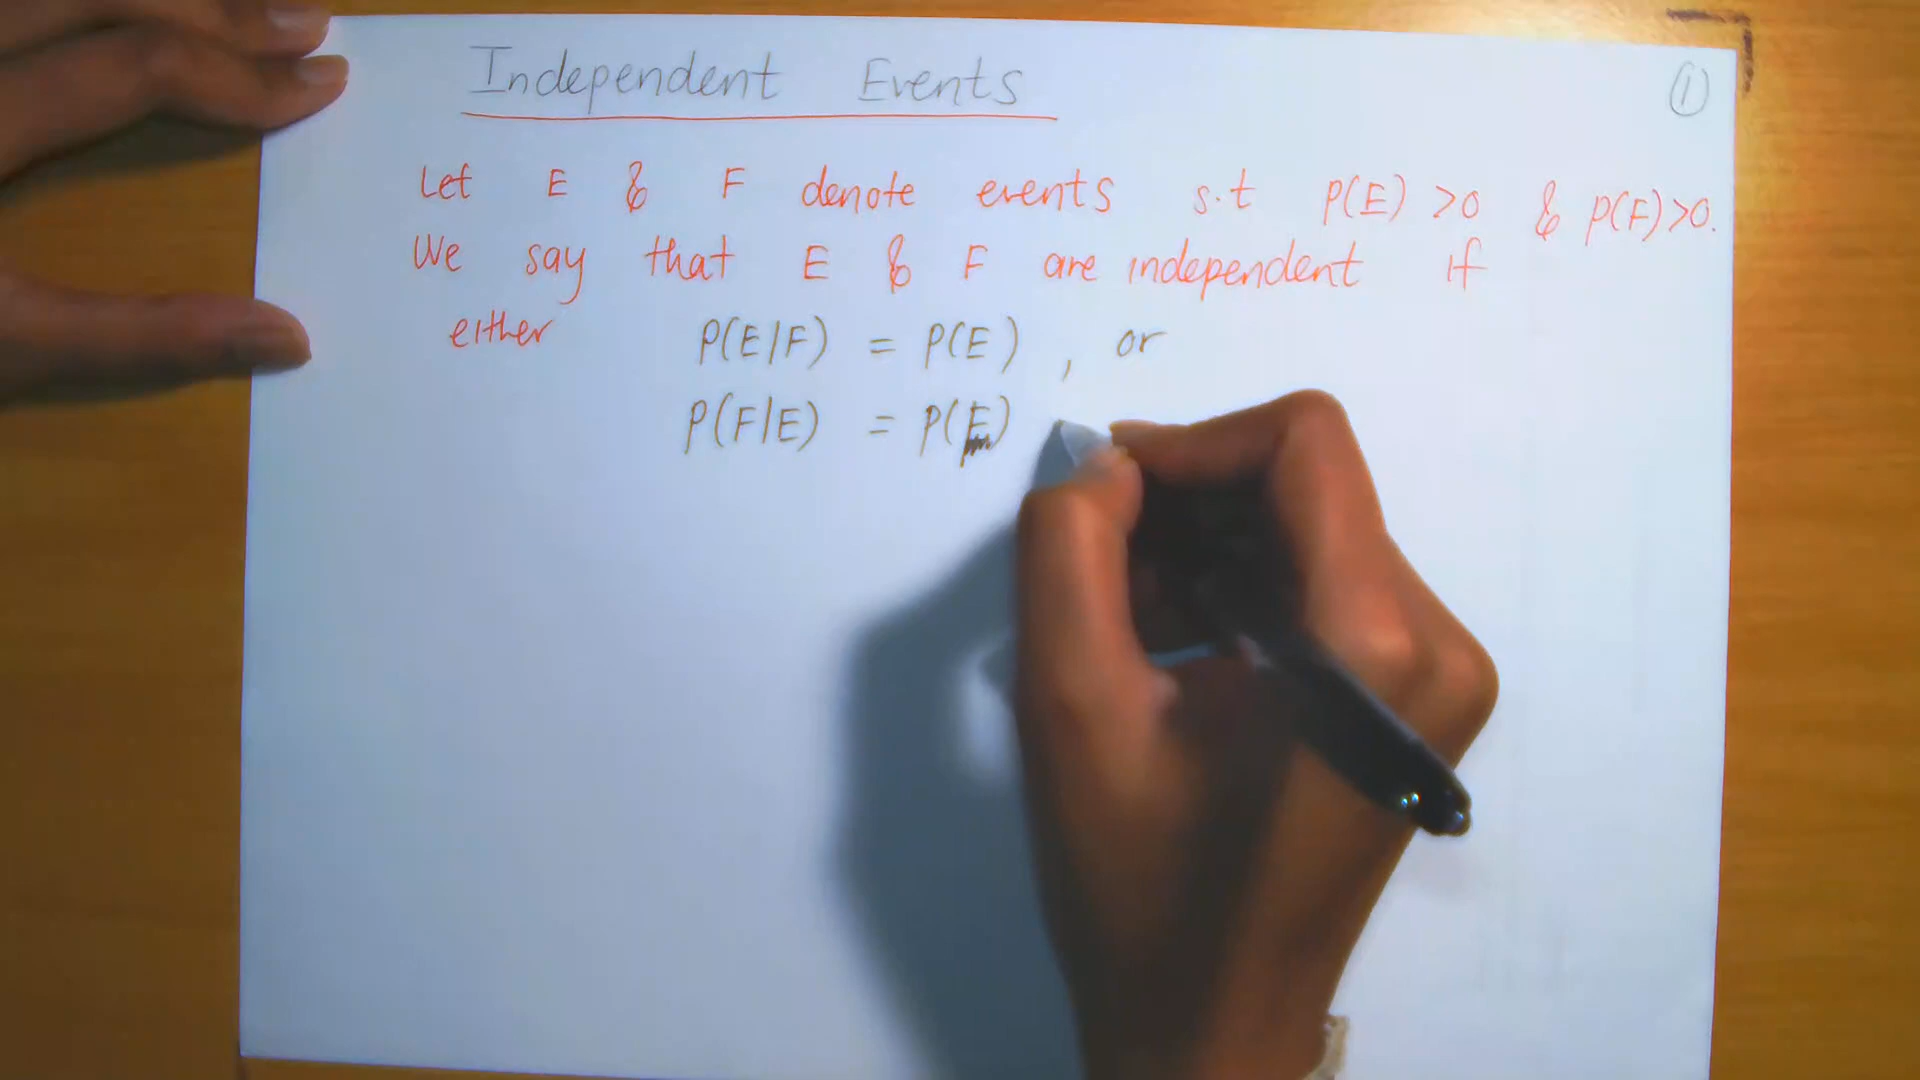 Independent Events
①
Let E & F denote events s.t P(E) >0 & P(F)>0.
We say that E & F are independent if
either P(E/F) = P(E) , or
P(F|E) = P(F)